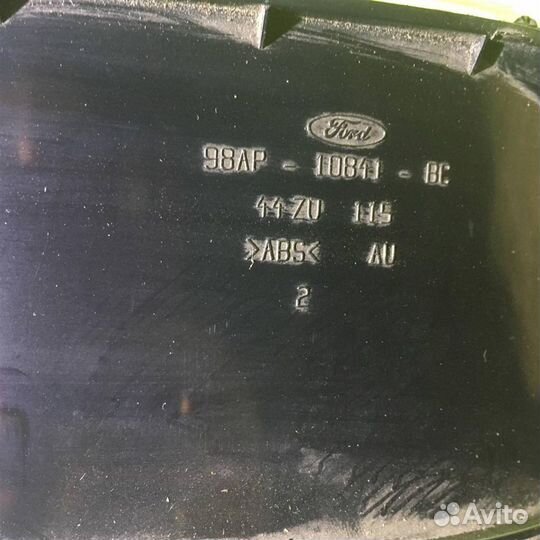 Ford
98AP - 10841 - BC
44ZU 115
>ABS< AU
2
Avito